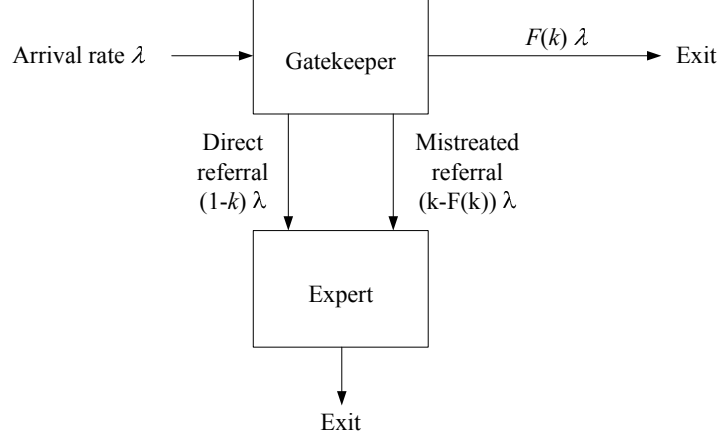 Arrival rate λ
Gatekeeper
F(k) λ
Exit
Direct
referral
(1-k) λ
Mistreated
referral
(k-F(k)) λ
Expert
Exit